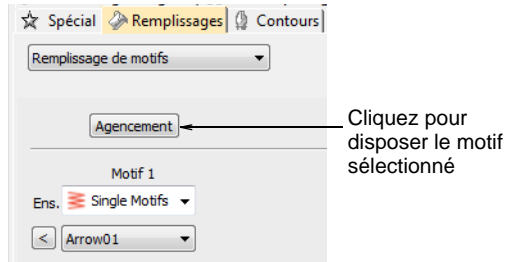 Spécial Remplissages Contours
Remplissage de motifs
Agencement
Cliquez pour
disposer le motif
sélectionné
Motif 1
Ens. Single Motifs
< Arrow01